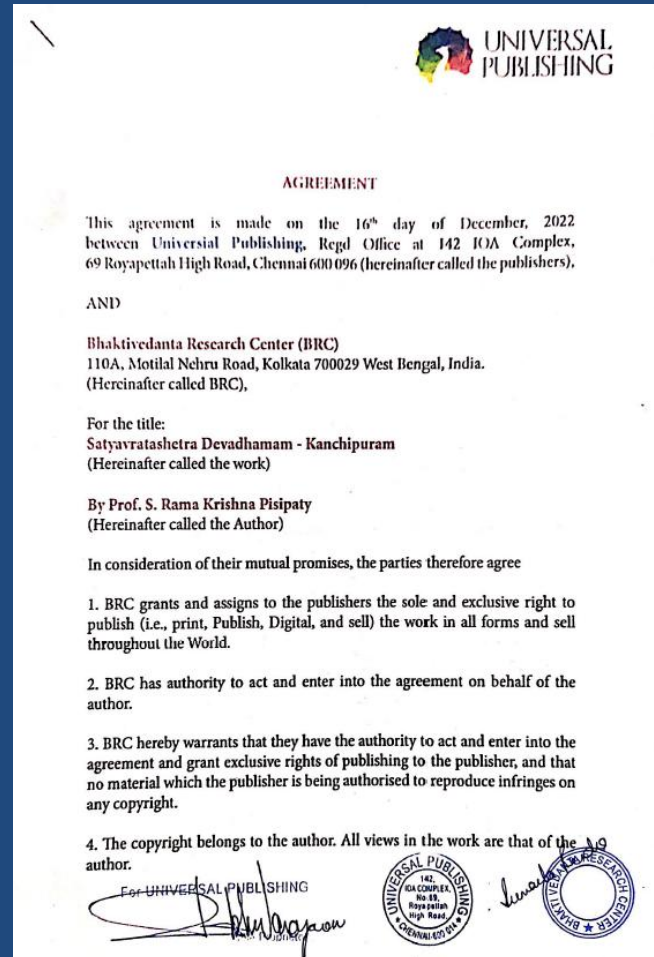 UNIVERSAL
PUBLISHING
AGREEMENT
This agreement is made on the 16th day of December, 2022
between Universial Publishing, Regd Office at 142 IOA Complex,
69 Royapettah High Road, Chennai 600 096 (hereinafter called the publishers),
AND
Bhaktivedanta Research Center (BRC)
110A, Motilal Nehru Road, Kolkata 700029 West Bengal, India.
(Hereinafter called BRC),
For the title:
Satyavratashetra Devadhamam - Kanchipuram
(Hereinafter called the work)
By Prof. S. Rama Krishna Pisipaty
(Hereinafter called the Author)
In consideration of their mutual promises, the parties therefore agree
1. BRC grants and assigns to the publishers the sole and exclusive right to
publish (i.e., print, Publish, Digital, and sell) the work in all forms and sell
throughout the World.
2. BRC has authority to act and enter into the agreement on behalf of the
author.
3. BRC hereby warrants that they have the authority to act and enter into the
agreement and grant exclusive rights of publishing to the publisher, and that
no material which the publisher is being authorised to reproduce infringes on
any copyright.
4. The copyright belongs to the author. All views in the work are that of the
author.
For UNIVERSAL PUBLISHING
UNIVERSAL PUBLISHING
142,
IOA COMPLEX,
No.69,
Royapettah
High Road,
CHENNAI-600 014
BHAKTI VEDANTA RESEARCH CENTER